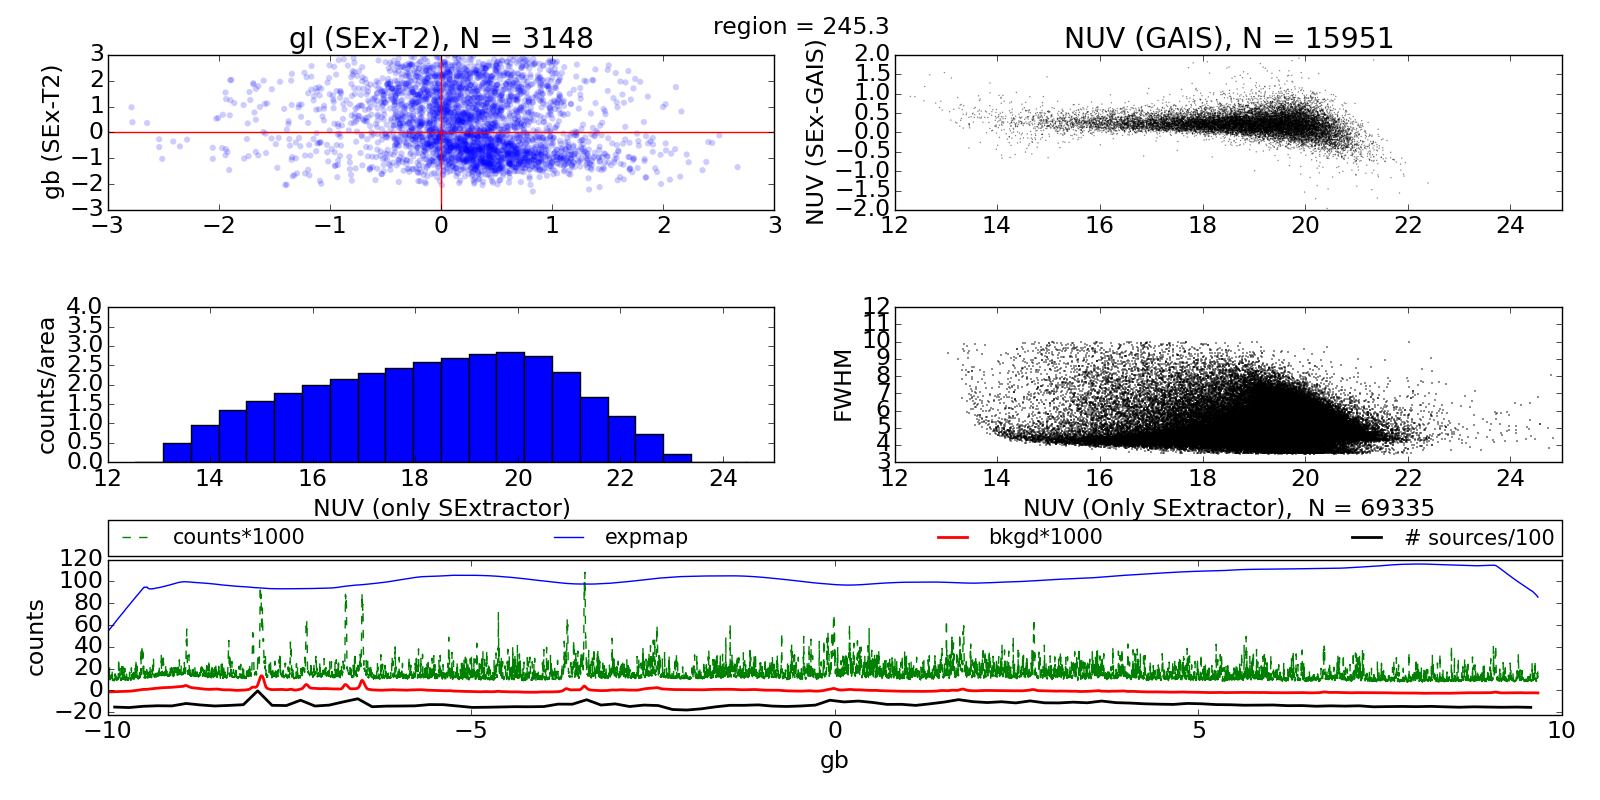 region = 245.3
gl (SEx-T2), N = 3148
NUV (GAIS), N = 15951
gb (SEx-T2)
3
2
1
0
−1
−2
−3
−3 −2 −1 0 1 2 3
NUV (SEx-GAIS)
2.0
1.5
1.0
0.5
0.0
−0.5
−1.0
−1.5
−2.0
12 14 16 18 20 22 24
counts/area
4.0
3.5
3.0
2.5
2.0
1.5
1.0
0.5
0.0
12 14 16 18 20 22 24
NUV (only SExtractor)
FWHM
12
11
10
9
8
7
6
5
4
3
12 14 16 18 20 22 24
NUV (Only SExtractor), N = 69335
counts*1000 expmap bkgd*1000 # sources/100
counts
120
100
80
60
40
20
0
−20
−10 −5 0 5 10
gb